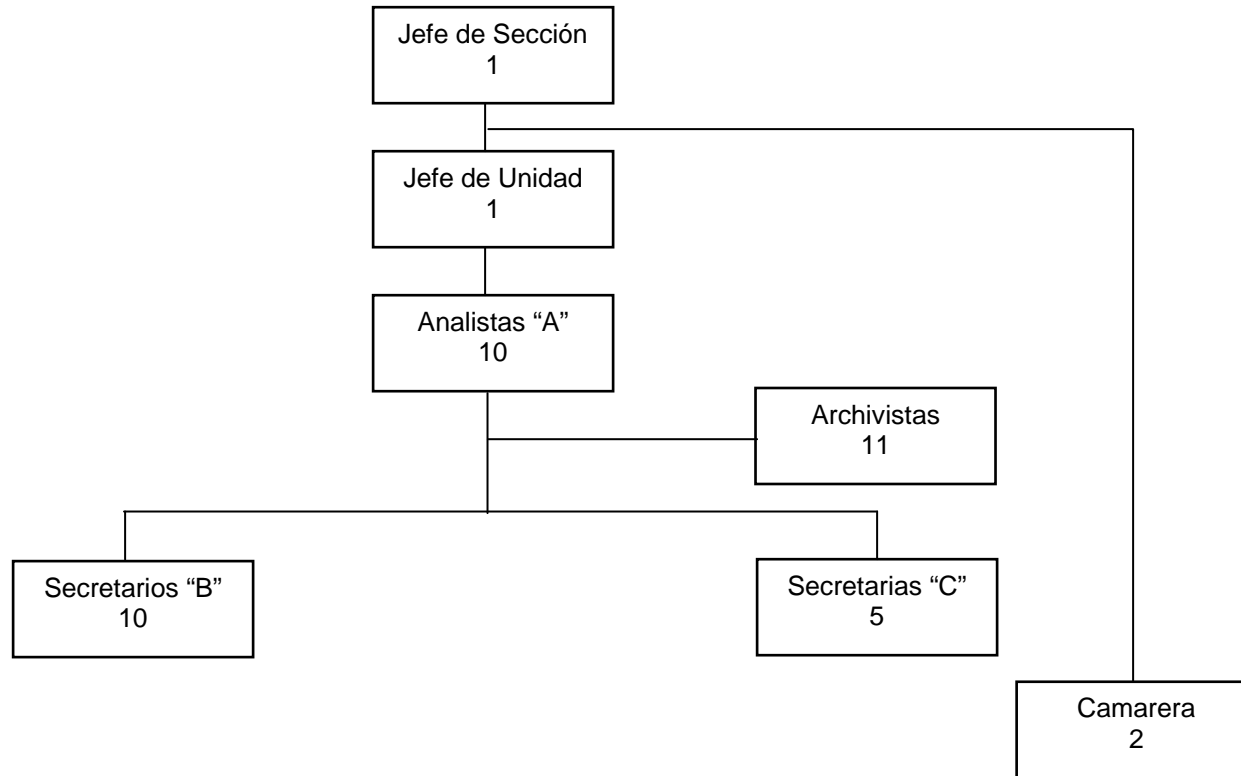 Jefe de Sección
1
Jefe de Unidad
1
Analistas “A”
10
Archivistas
11
Secretarios “B”
10
Secretarias “C”
5
Camarera
2